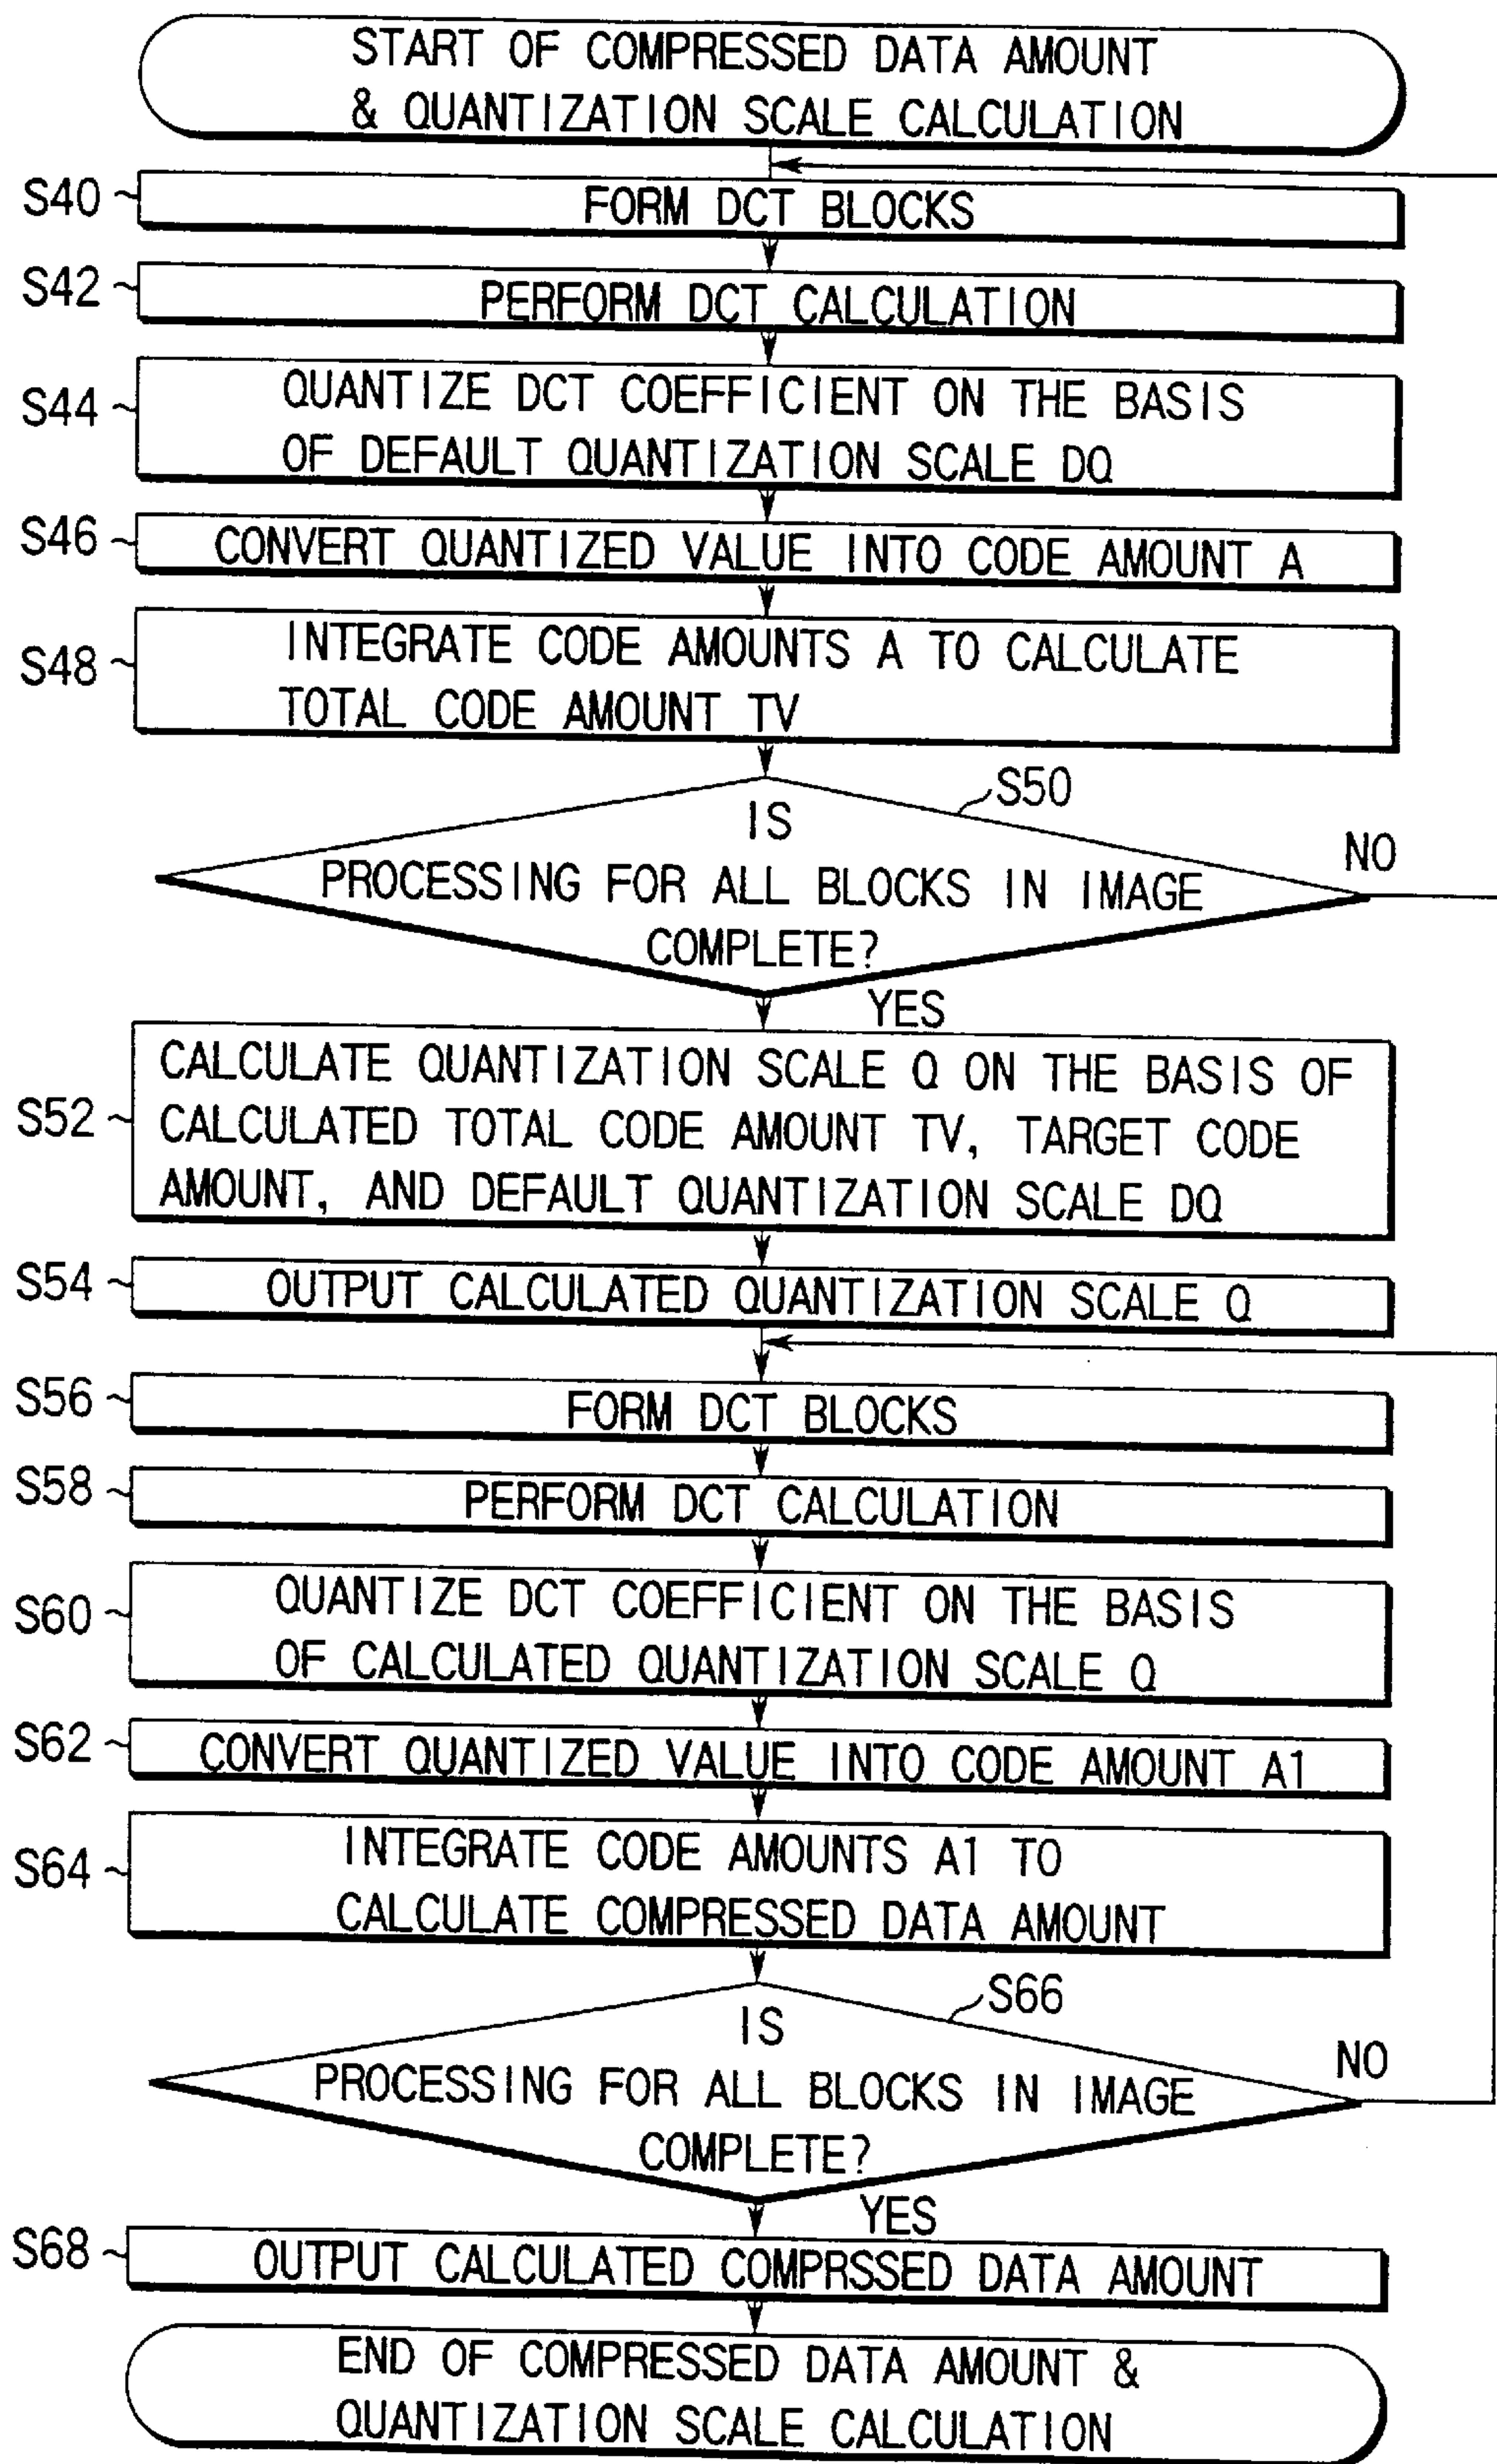 START OF COMPRESSED DATA AMOUNT
& QUANTIZATION SCALE CALCULATION
S40
FORM DCT BLOCKS
S42
PERFORM DCT CALCULATION
S44
QUANTIZE DCT COEFFICIENT ON THE BASIS
OF DEFAULT QUANTIZATION SCALE DQ
S46
CONVERT QUANTIZED VALUE INTO CODE AMOUNT A
S48
INTEGRATE CODE AMOUNTS A TO CALCULATE
TOTAL CODE AMOUNT TV
S50
IS
PROCESSING FOR ALL BLOCKS IN IMAGE
COMPLETE?
NO
YES
S52
CALCULATE QUANTIZATION SCALE Q ON THE BASIS OF
CALCULATED TOTAL CODE AMOUNT TV, TARGET CODE
AMOUNT, AND DEFAULT QUANTIZATION SCALE DQ
S54
OUTPUT CALCULATED QUANTIZATION SCALE Q
S56
FORM DCT BLOCKS
S58
PERFORM DCT CALCULATION
S60
QUANTIZE DCT COEFFICIENT ON THE BASIS
OF CALCULATED QUANTIZATION SCALE Q
S62
CONVERT QUANTIZED VALUE INTO CODE AMOUNT A1
S64
INTEGRATE CODE AMOUNTS A1 TO
CALCULATE COMPRESSED DATA AMOUNT
S66
IS
PROCESSING FOR ALL BLOCKS IN IMAGE
COMPLETE?
NO
YES
S68
OUTPUT CALCULATED COMPRSSED DATA AMOUNT
END OF COMPRESSED DATA AMOUNT &
QUANTIZATION SCALE CALCULATION